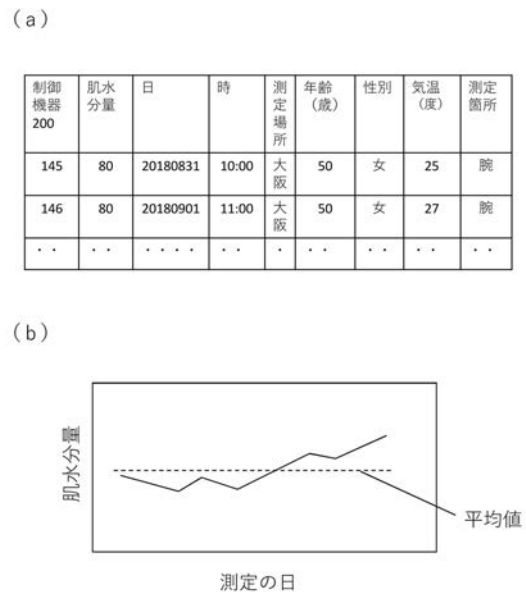 (a)
制御機器200 肌水分量 日 時 測定場所 年齢(歳) 性別 気温(度) 測定箇所
145 80 20180831 10:00 大阪 50 女 25 腕
146 80 20180901 11:00 大阪 50 女 27 腕
・・ ・・ ・・・・ ・・ ・ ・・ ・・ ・・ ・・
(b)
肌水分量
平均値
測定の日